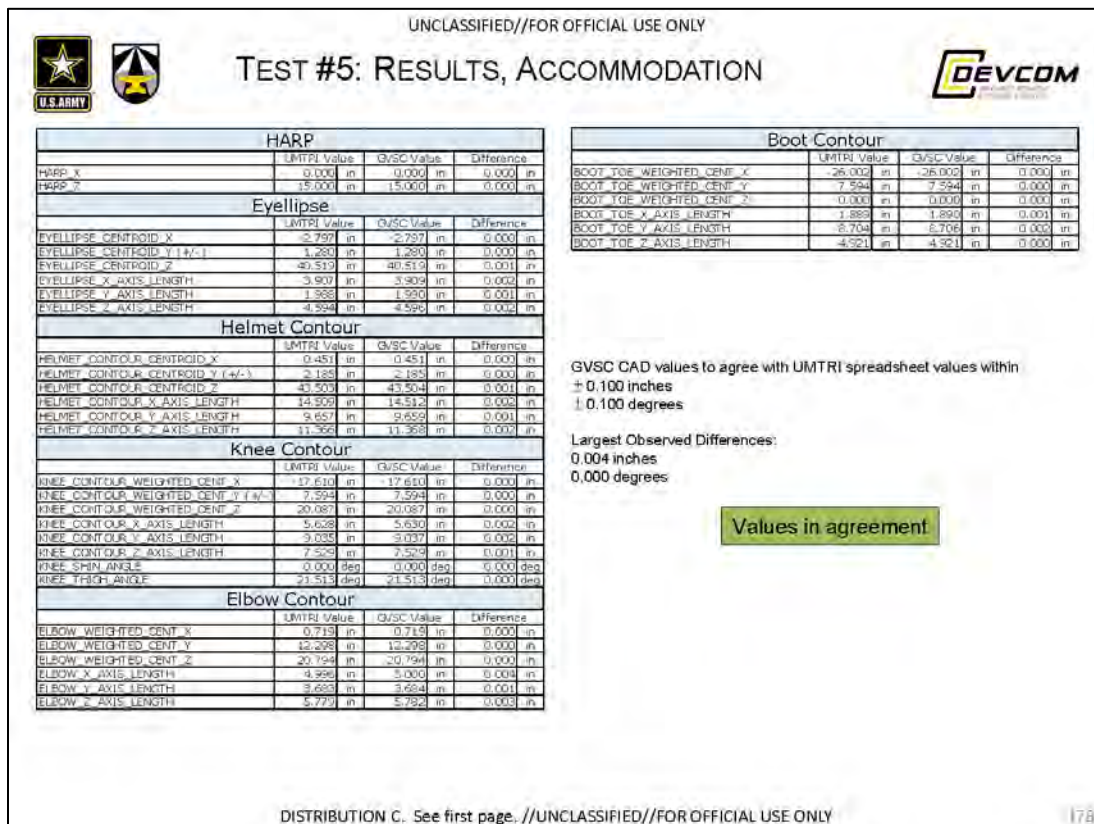 UNCLASSIFIED//FOR OFFICIAL USE ONLY
TEST #5: RESULTS, ACCOMMODATION
U.S.ARMY
DEVCOM
HARP
UMTRI Value GVSC Value Difference
HARP_X 0.000 in 0.000 in 0.000 in
HARP_Z 15.000 in 15.000 in 0.000 in
Eyellipse
UMTRI Value GVSC Value Difference
EYELLIPSE_CENTROID_X -2.797 in -2.797 in 0.000 in
EYELLIPSE_CENTROID_Y (+/-) 1.280 in 1.280 in 0.000 in
EYELLIPSE_CENTROID_Z 40.519 in 40.519 in 0.001 in
EYELLIPSE_X_AXIS_LENGTH 3.907 in 3.909 in 0.002 in
EYELLIPSE_Y_AXIS_LENGTH 1.988 in 1.990 in 0.001 in
EYELLIPSE_Z_AXIS_LENGTH 4.594 in 4.596 in 0.002 in
Helmet Contour
UMTRI Value GVSC Value Difference
HELMET_CONTOUR_CENTROID_X 0.451 in 0.451 in 0.000 in
HELMET_CONTOUR_CENTROID_Y (+/-) 2.185 in 2.185 in 0.000 in
HELMET_CONTOUR_CENTROID_Z 43.503 in 43.504 in 0.001 in
HELMET_CONTOUR_X_AXIS_LENGTH 14.509 in 14.512 in 0.002 in
HELMET_CONTOUR_Y_AXIS_LENGTH 9.657 in 9.659 in 0.001 in
HELMET_CONTOUR_Z_AXIS_LENGTH 11.366 in 11.368 in 0.002 in
Knee Contour
UMTRI Value GVSC Value Difference
KNEE_CONTOUR_WEIGHTED_CENT_X -17.610 in -17.610 in 0.000 in
KNEE_CONTOUR_WEIGHTED_CENT_Y (+/-) 7.594 in 7.594 in 0.000 in
KNEE_CONTOUR_WEIGHTED_CENT_Z 20.087 in 20.087 in 0.000 in
KNEE_CONTOUR_X_AXIS_LENGTH 5.628 in 5.630 in 0.002 in
KNEE_CONTOUR_Y_AXIS_LENGTH 9.035 in 9.037 in 0.002 in
KNEE_CONTOUR_Z_AXIS_LENGTH 7.529 in 7.529 in 0.001 in
KNEE_SHIN_ANGLE 0.000 deg 0.000 deg 0.000 deg
KNEE_THIGH_ANGLE 21.513 deg 21.513 deg 0.000 deg
Elbow Contour
UMTRI Value GVSC Value Difference
ELBOW_WEIGHTED_CENT_X 0.719 in 0.719 in 0.000 in
ELBOW_WEIGHTED_CENT_Y 12.298 in 12.298 in 0.000 in
ELBOW_WEIGHTED_CENT_Z 20.794 in 20.794 in 0.000 in
ELBOW_X_AXIS_LENGTH 4.996 in 5.000 in 0.004 in
ELBOW_Y_AXIS_LENGTH 3.683 in 3.684 in 0.001 in
ELBOW_Z_AXIS_LENGTH 5.779 in 5.782 in 0.003 in
Boot Contour
UMTRI Value GVSC Value Difference
BOOT_TOE_WEIGHTED_CENT_X -26.002 in -26.002 in 0.000 in
BOOT_TOE_WEIGHTED_CENT_Y 7.594 in 7.594 in 0.000 in
BOOT_TOE_WEIGHTED_CENT_Z 0.000 in 0.000 in 0.000 in
BOOT_TOE_X_AXIS_LENGTH 1.889 in 1.890 in 0.001 in
BOOT_TOE_Y_AXIS_LENGTH 8.704 in 8.706 in 0.002 in
BOOT_TOE_Z_AXIS_LENGTH 4.921 in 4.921 in 0.000 in
GVSC CAD values to agree with UMTRI spreadsheet values within
±0.100 inches
±0.100 degrees
Largest Observed Differences:
0.004 inches
0.000 degrees
Values in agreement
DISTRIBUTION C. See first page. //UNCLASSIFIED//FOR OFFICIAL USE ONLY
178